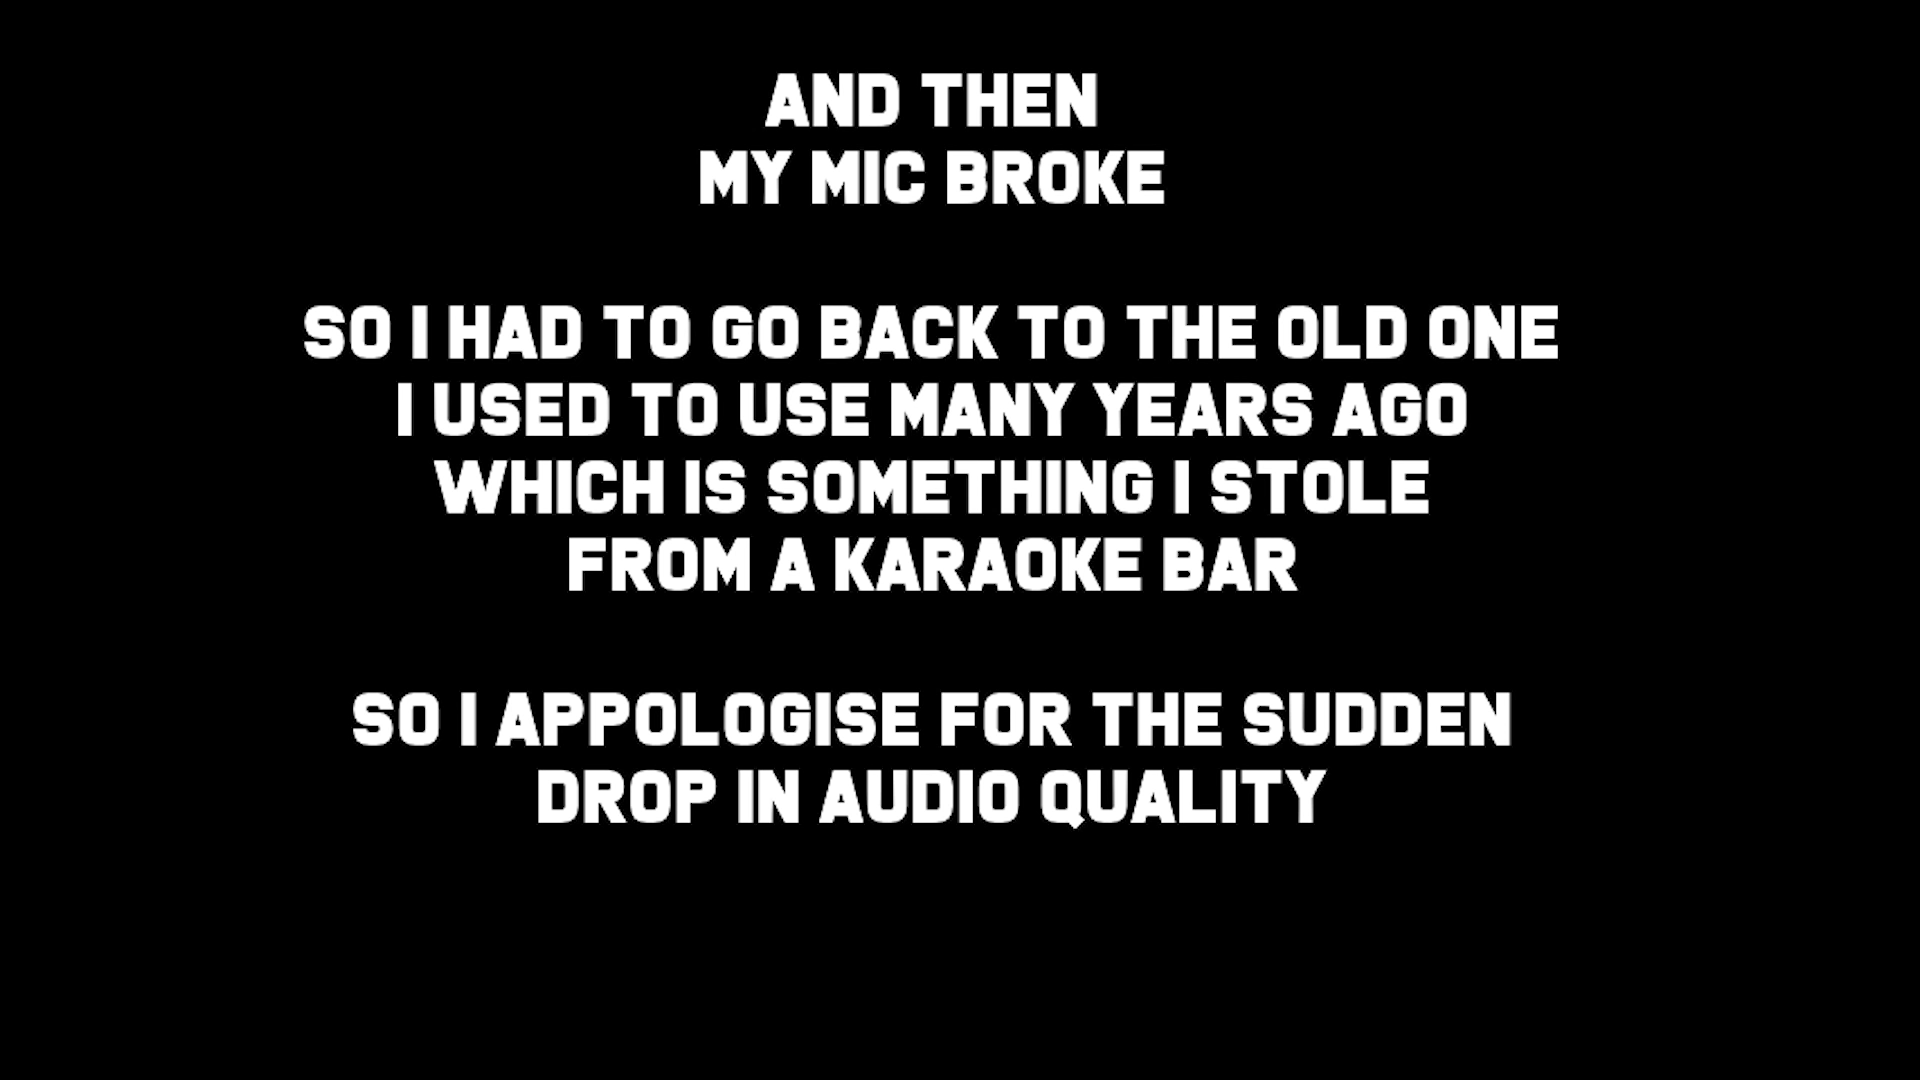 AND THEN
MY MIC BROKE
SO I HAD TO GO BACK TO THE OLD ONE
I USED TO USE MANY YEARS AGO
WHICH IS SOMETHING I STOLE
FROM A KARAOKE BAR
SO I APPOLOGISE FOR THE SUDDEN
DROP IN AUDIO QUALITY